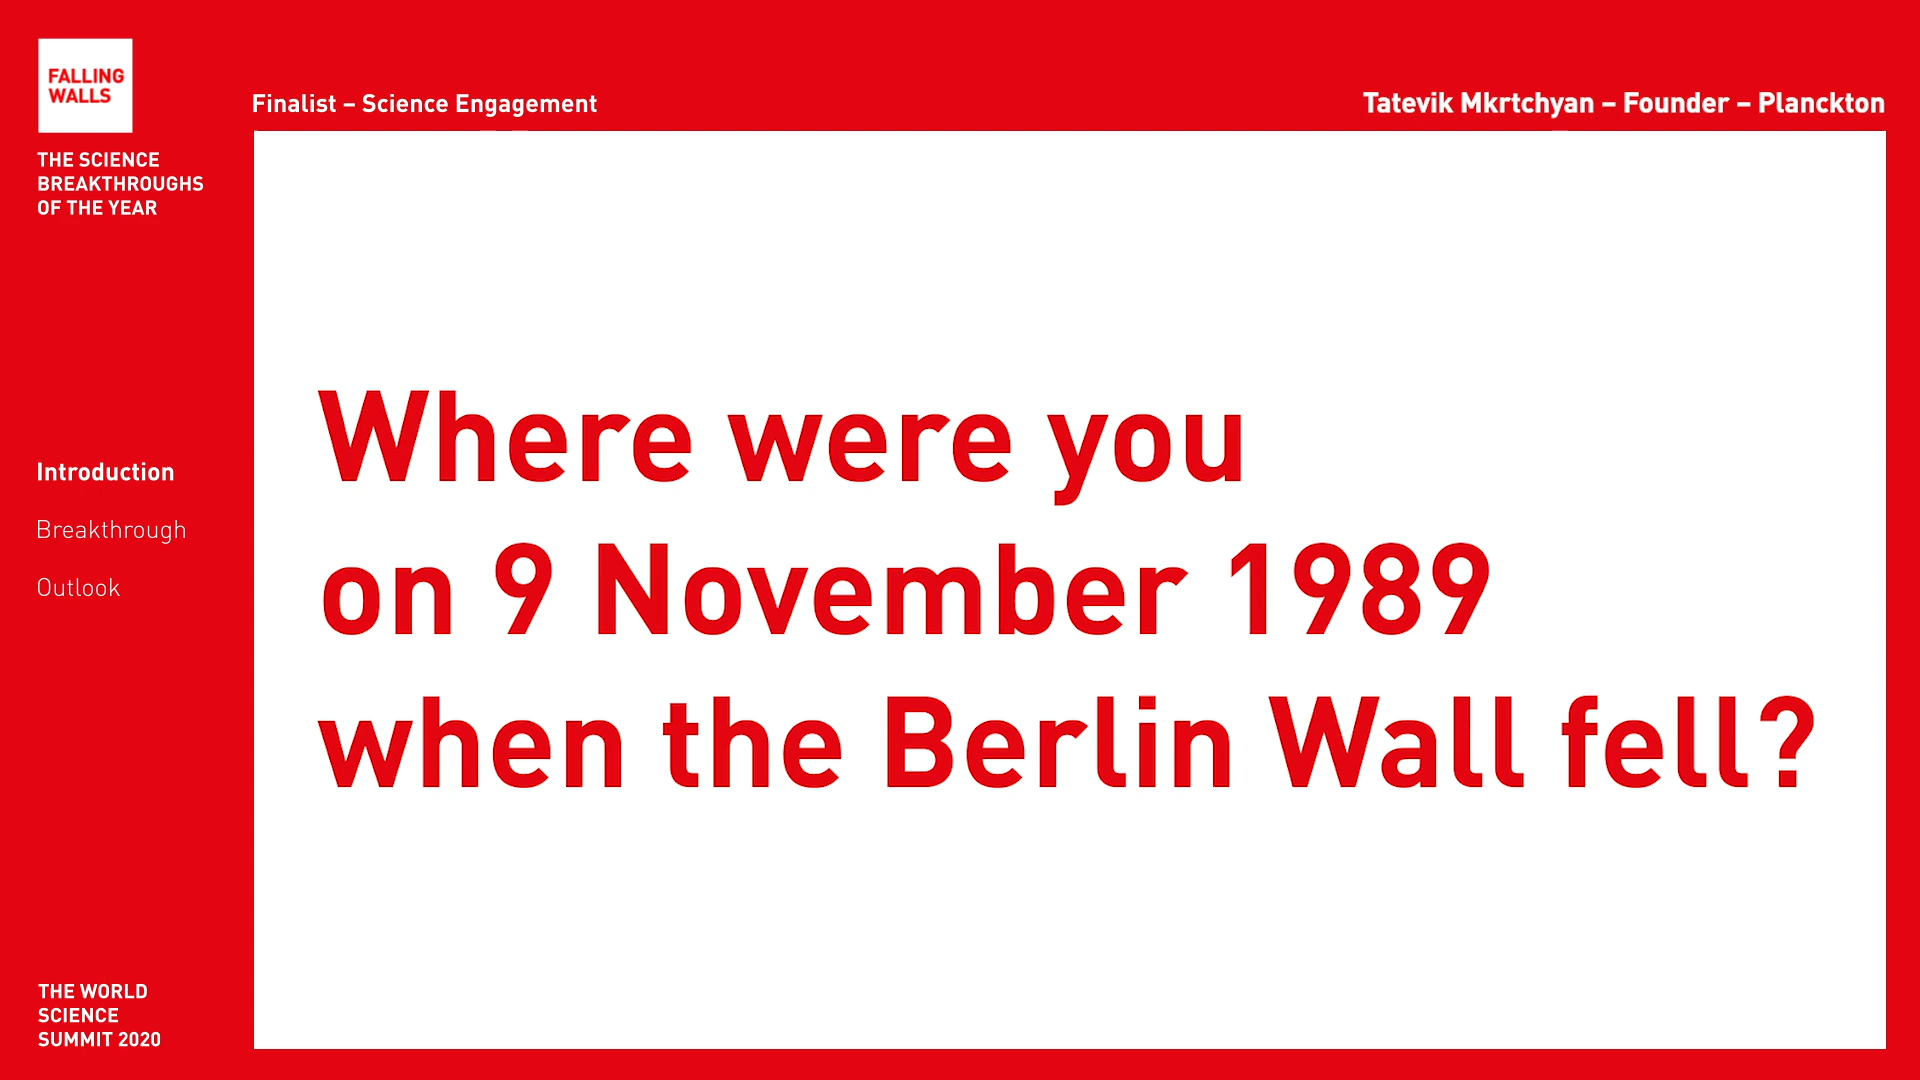 FALLING
WALLS
THE SCIENCE
BREAKTHROUGHS
OF THE YEAR
Finalist – Science Engagement
Tatevik Mkrtchyan – Founder – Planckton
Introduction
Breakthrough
Outlook
Where were you
on 9 November 1989
when the Berlin Wall fell?
THE WORLD
SCIENCE
SUMMIT 2020